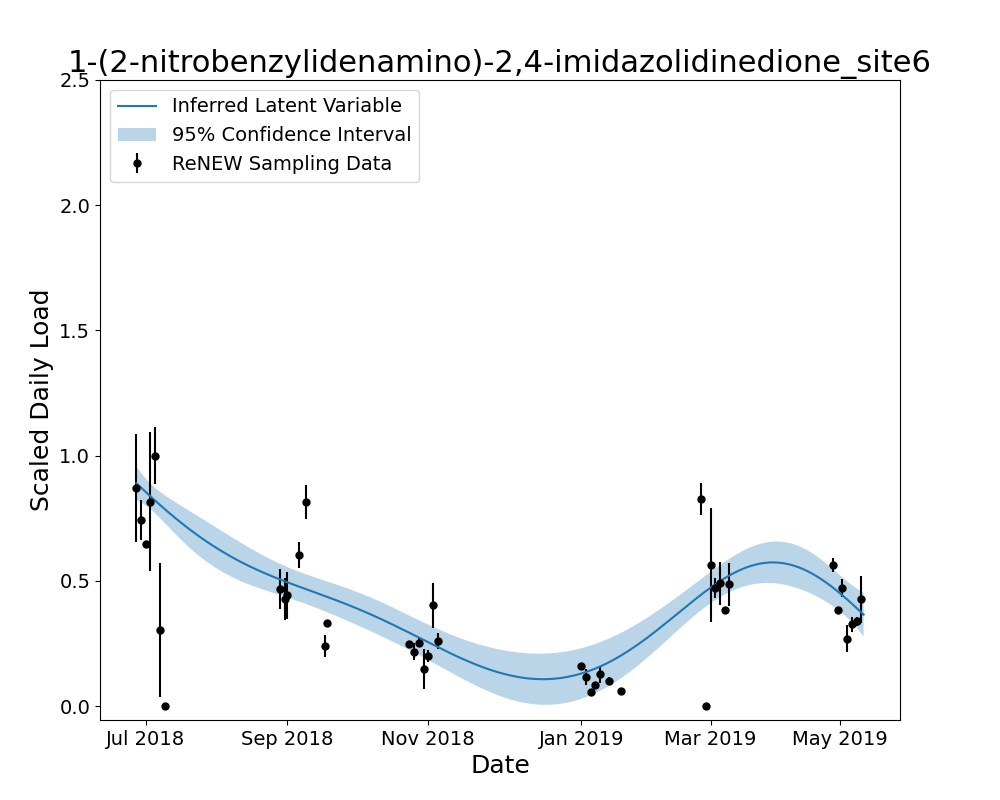 1-(2-nitrobenzylidenamino)-2,4-imidazolidinedione_site6
Inferred Latent Variable
95% Confidence Interval
ReNEW Sampling Data
Scaled Daily Load
2.5
2.0
1.5
1.0
0.5
0.0
Jul 2018 Sep 2018 Nov 2018 Jan 2019 Mar 2019 May 2019
Date